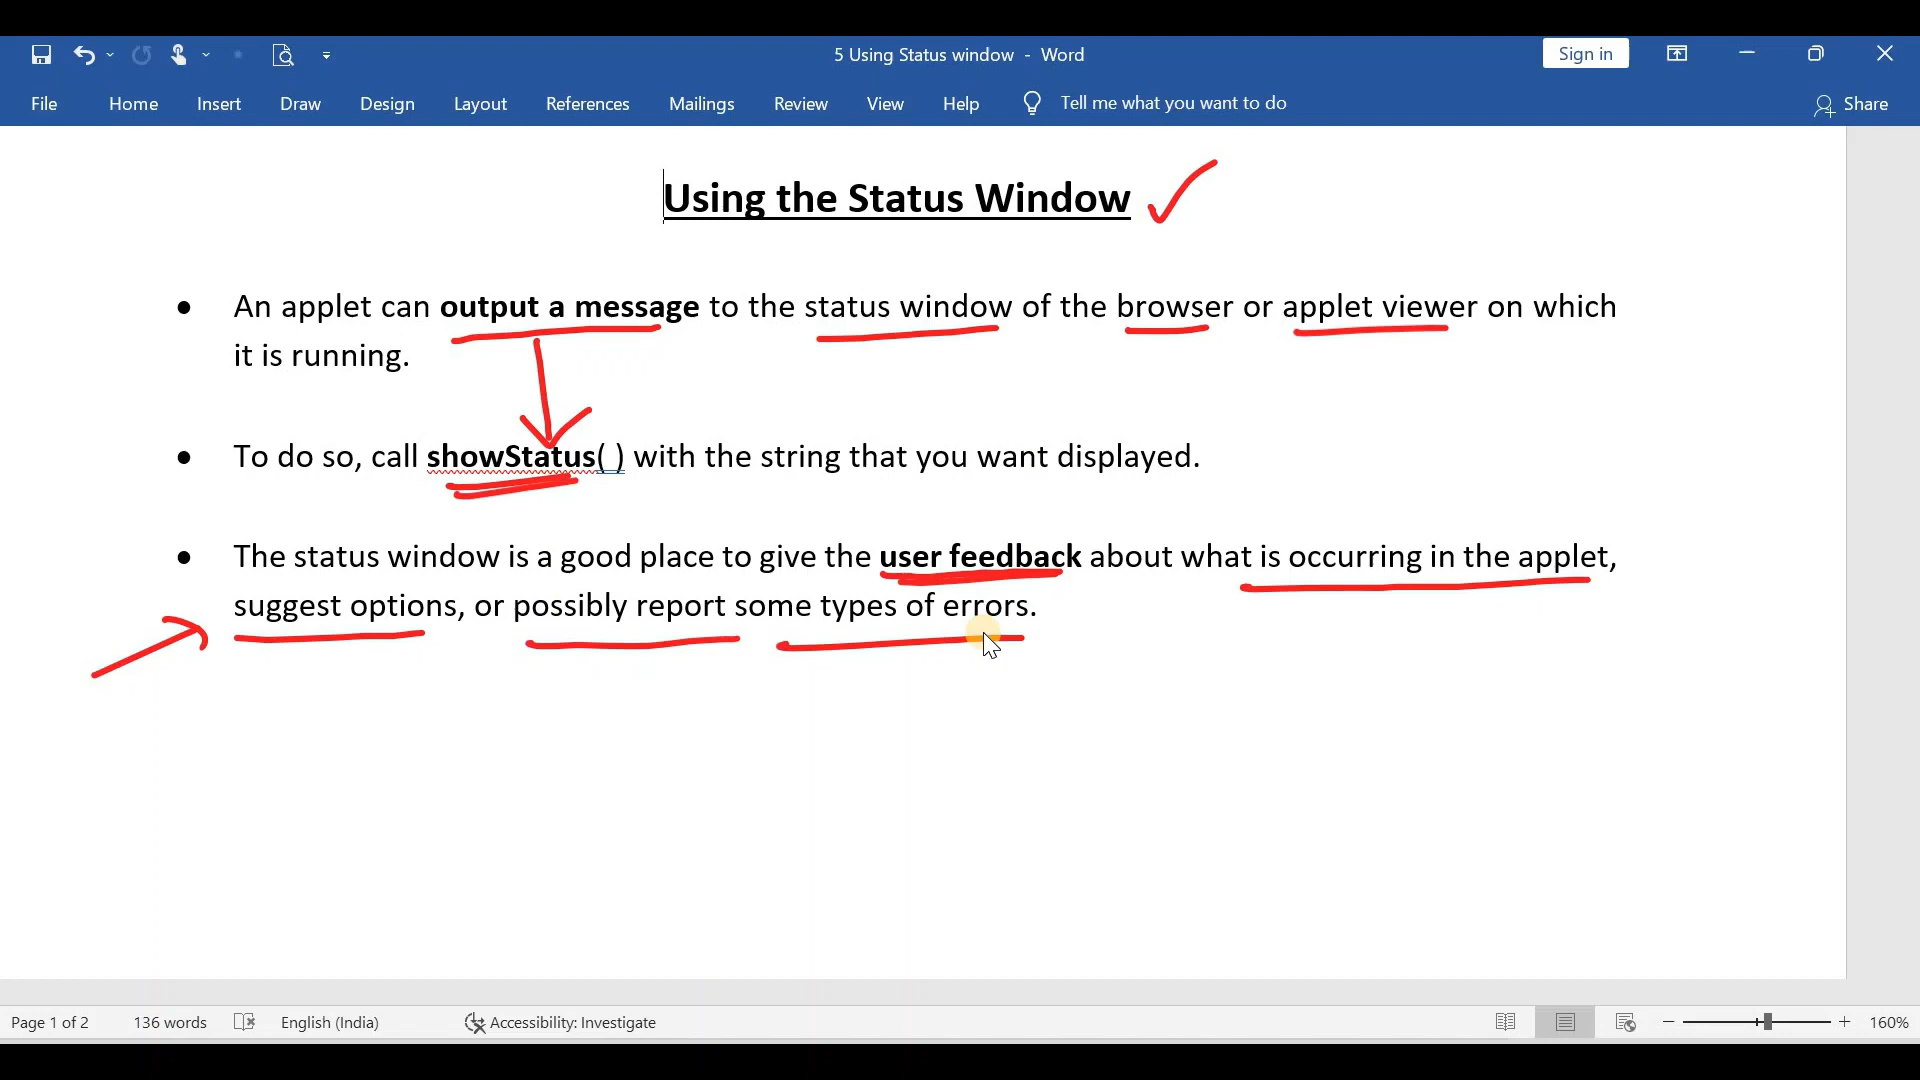 5 Using Status window - Word
Sign in
File Home Insert Draw Design Layout References Mailings Review View Help Tell me what you want to do Share
Using the Status Window
• An applet can output a message to the status window of the browser or applet viewer on which
it is running.
• To do so, call showStatus( ) with the string that you want displayed.
• The status window is a good place to give the user feedback about what is occurring in the applet,
suggest options, or possibly report some types of errors.
Page 1 of 2 136 words English (India) Accessibility: Investigate 160%